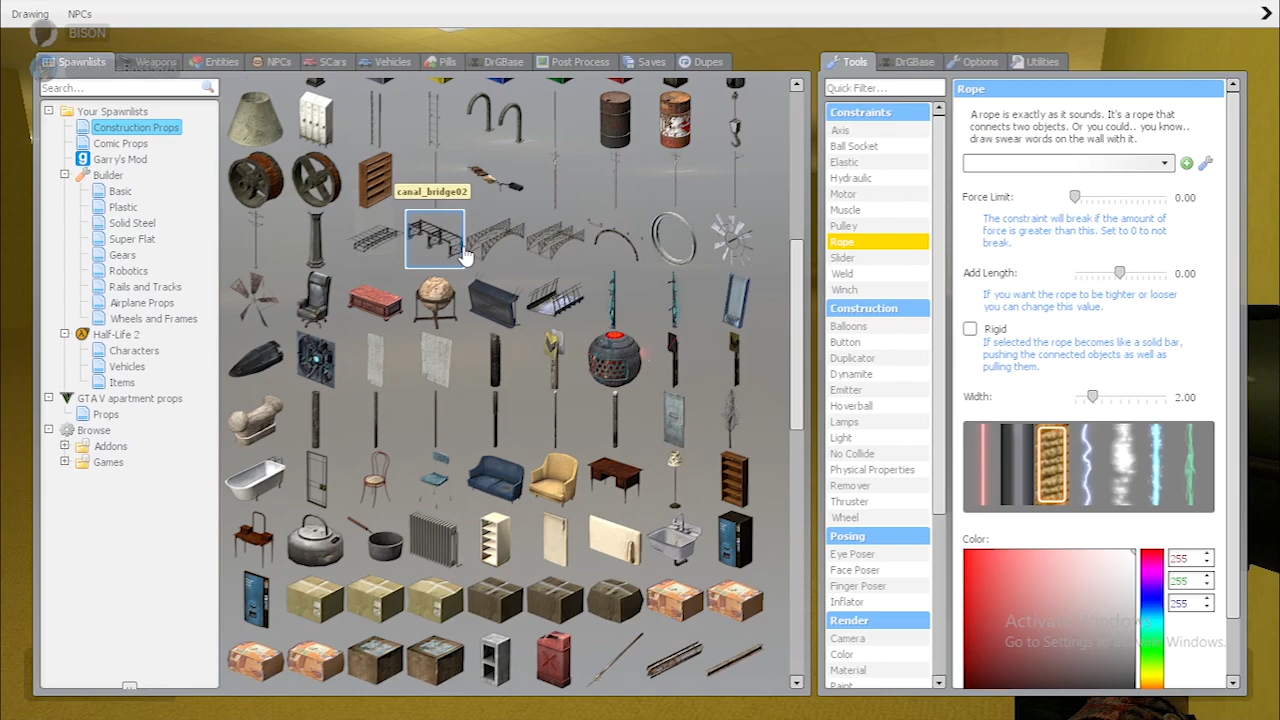 Drawing NPCs
BISON
Spawnlists Weapons Entities NPCs SCars Vehicles Pills DrGBase Post Process Saves Dupes
Search...
Your Spawnlists
Construction Props
Comic Props
Garry's Mod
Builder
Basic
Plastic
Solid Steel
Super Flat
Gears
Robotics
Rails and Tracks
Airplane Props
Wheels and Frames
Half-Life 2
Characters
Vehicles
Items
GTA V apartment props
Props
Browse
Addons
Games
canal_bridge02
Tools DrGBase Options Utilities
Quick Filter...
Constraints
Axis
Ball Socket
Elastic
Hydraulic
Motor
Muscle
Pulley
Rope
Slider
Weld
Winch
Construction
Balloons
Button
Duplicator
Dynamite
Emitter
Hoverball
Lamps
Light
No Collide
Physical Properties
Remover
Thruster
Wheel
Posing
Eye Poser
Face Poser
Finger Poser
Inflator
Render
Camera
Color
Material
Paint
Rope
A rope is exactly as it sounds. It's a rope that
connects two objects. Or you could.. you know..
draw swear words on the wall with it.
Force Limit: 0.00
The constraint will break if the amount of
force is greater than this. Set to 0 to not
break.
Add Length: 0.00
If you want the rope to be tighter or looser
you can change this value.
Rigid
If selected the rope becomes like a solid bar,
pushing the connected objects as well as
pulling them.
Width: 2.00
Color:
255
255
255
Activate Windows
Go to Settings to activate Windows.